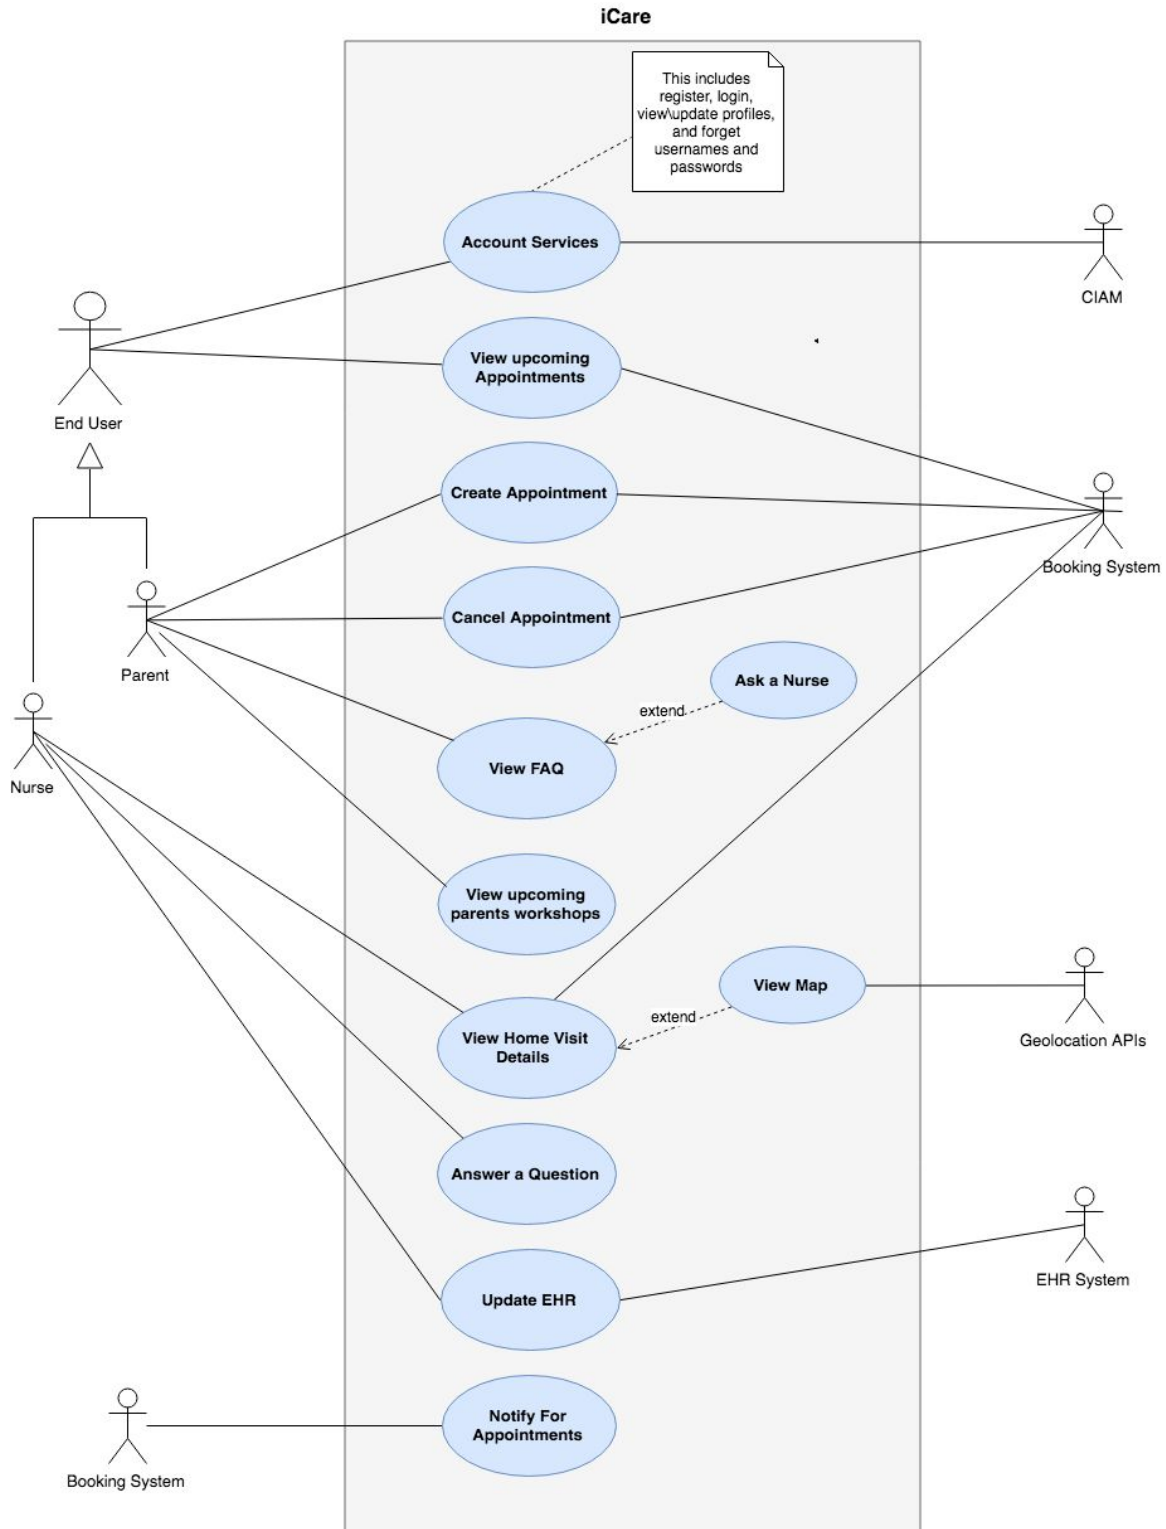 iCare
This includes
register, login,
view\update profiles,
and forget
usernames and
passwords
Account Services
CIAM
View upcoming
Appointments
End User
Create Appointment
Booking System
Cancel Appointment
Parent
Ask a Nurse
extend
View FAQ
Nurse
View upcoming
parents workshops
View Map
extend
View Home Visit
Details
Geolocation APIs
Answer a Question
EHR System
Update EHR
Notify For
Appointments
Booking System